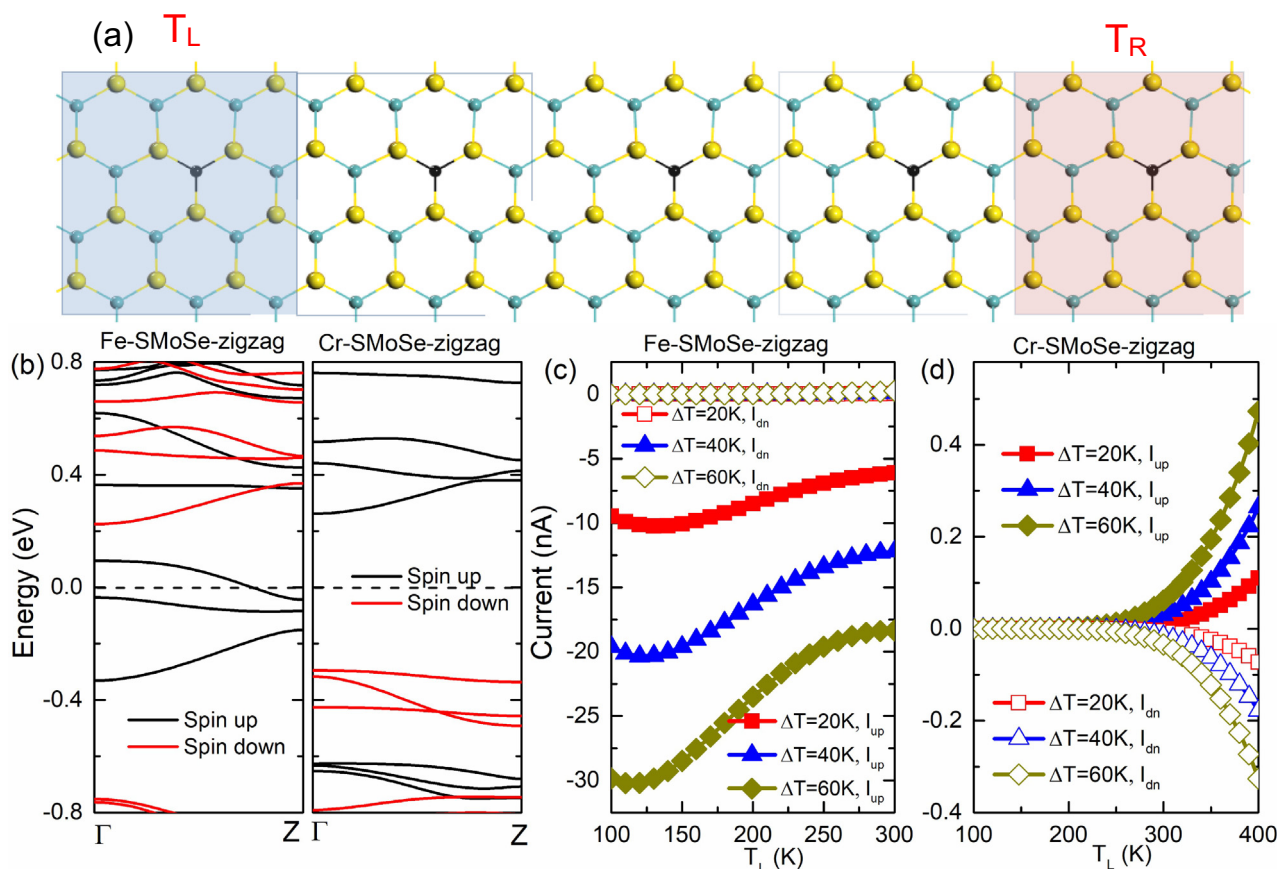 (a)
T_L
T_R
(b)
Fe-SMoSe-zigzag
Cr-SMoSe-zigzag
Energy (eV)
0.8
0.4
0.0
-0.4
-0.8
Spin up
Spin down
Γ
Z
Spin up
Spin down
Γ
Z
(c)
Fe-SMoSe-zigzag
Current (nA)
0
-5
-10
-15
-20
-25
-30
ΔT=20K, I_dn
ΔT=40K, I_dn
ΔT=60K, I_dn
ΔT=20K, I_up
ΔT=40K, I_up
ΔT=60K, I_up
100
150
200
250
300
T_L (K)
(d)
Cr-SMoSe-zigzag
0.4
0.2
0.0
-0.2
-0.4
ΔT=20K, I_up
ΔT=40K, I_up
ΔT=60K, I_up
ΔT=20K, I_dn
ΔT=40K, I_dn
ΔT=60K, I_dn
100
200
300
400
T_L (K)